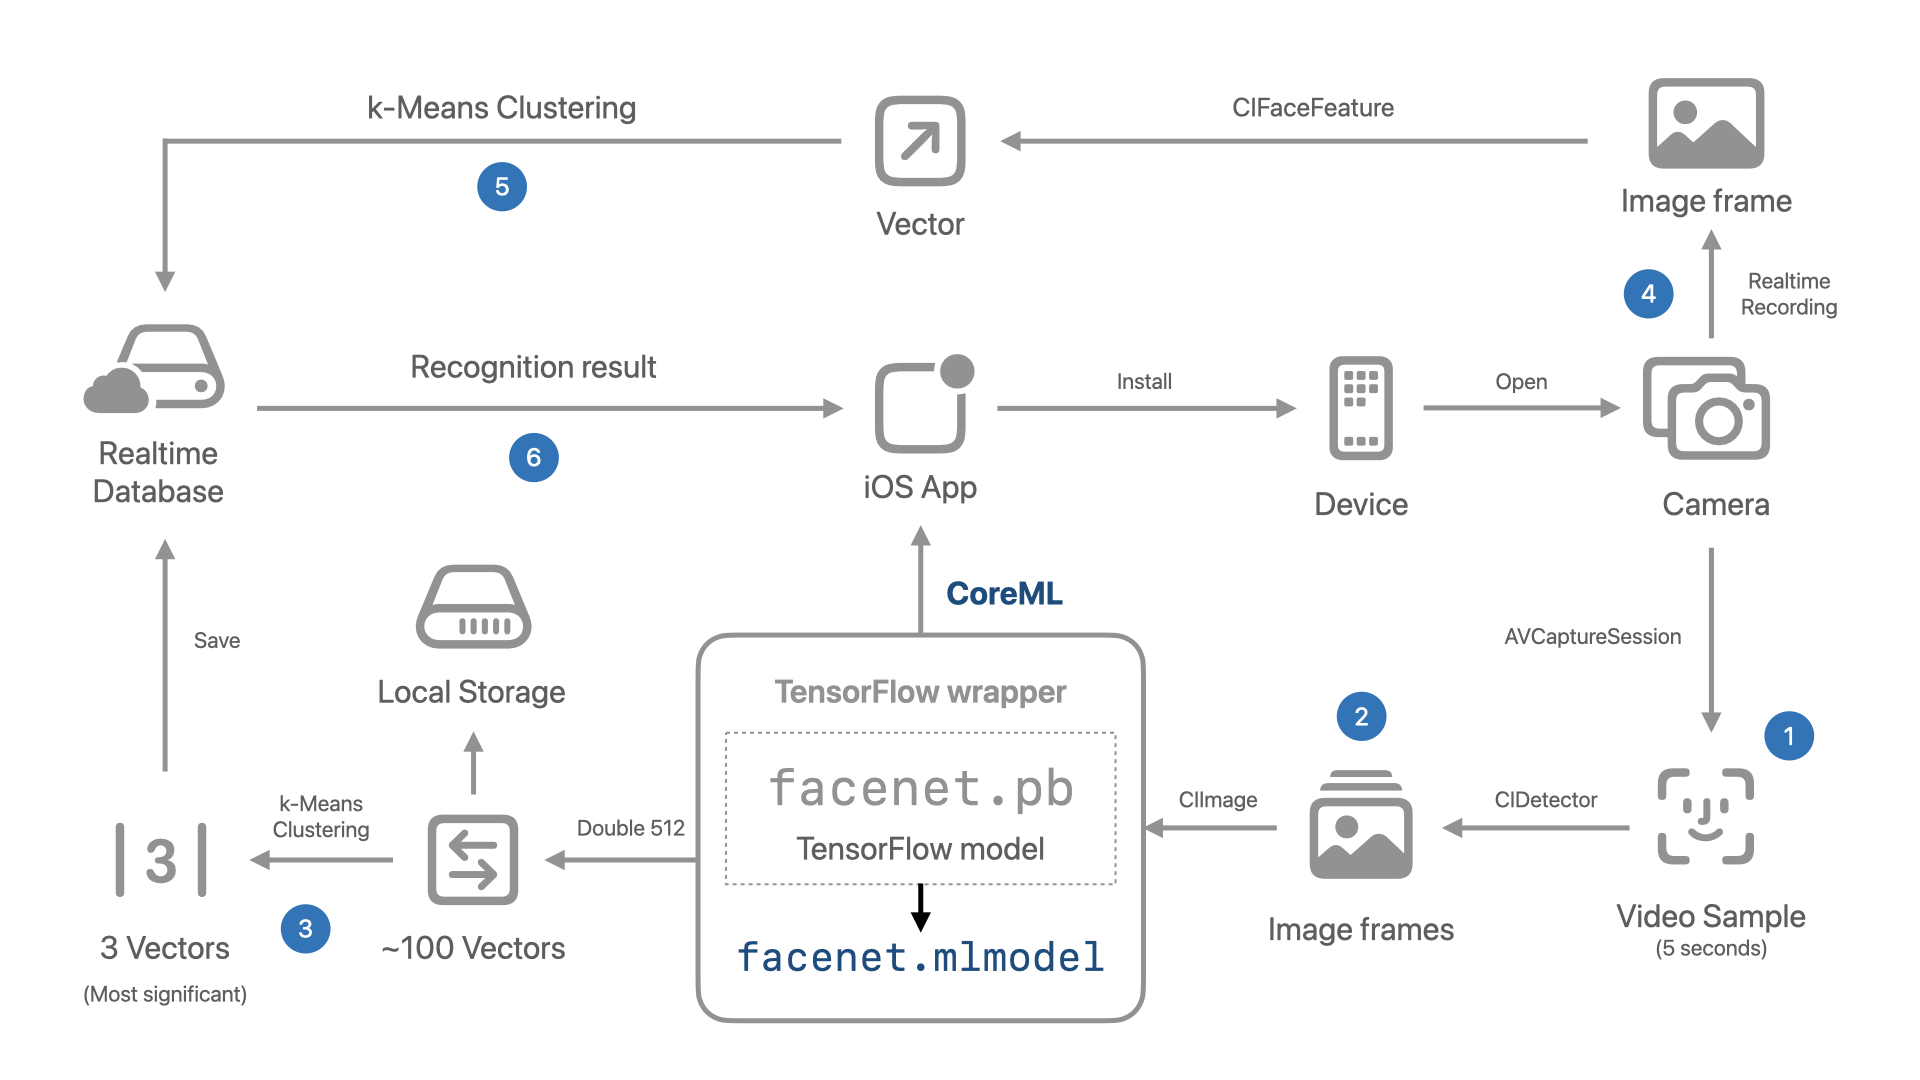 k-Means Clustering
5
Vector
CIFaceFeature
Image frame
4
Realtime
Recording
Realtime
Database
Recognition result
6
iOS App
Install
Device
Open
Camera
Save
Local Storage
CoreML
AVCaptureSession
TensorFlow wrapper
facenet.pb
TensorFlow model
facenet.mlmodel
2
1
CIImage
CIDetector
Image frames
Video Sample
(5 seconds)
Double 512
k-Means
Clustering
|3|
3
3 Vectors
(Most significant)
~100 Vectors